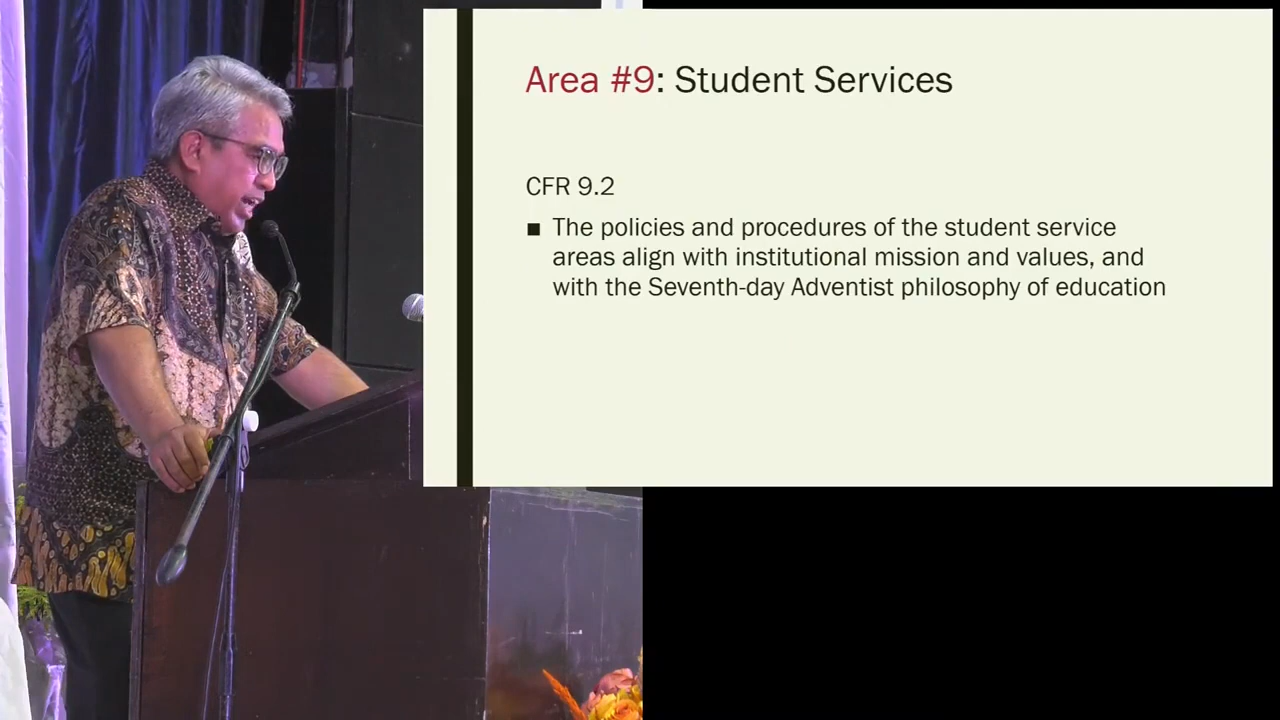 Area #9: Student Services
CFR 9.2
■ The policies and procedures of the student service
areas align with institutional mission and values, and
with the Seventh-day Adventist philosophy of education